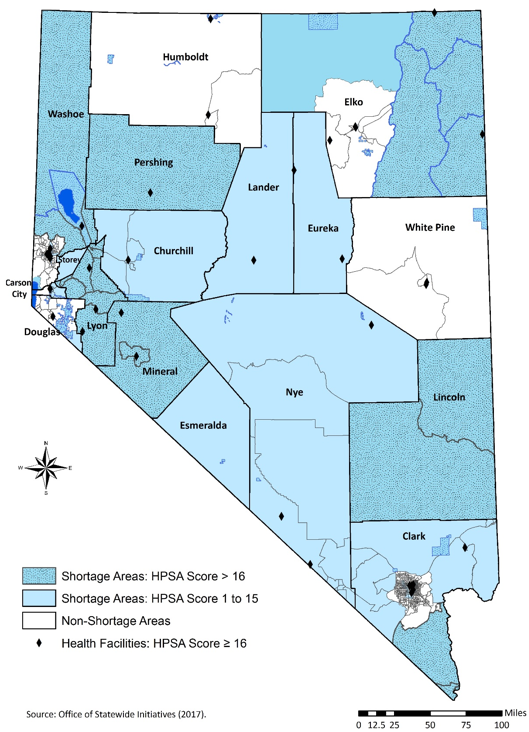 Humboldt
Elko
Washoe
Pershing
Lander
White Pine
Eureka
Churchill
Storey
Carson
City
Douglas
Lyon
Mineral
Nye
Lincoln
Esmeralda
N
W E
S
Clark
Shortage Areas: HPSA Score > 16
Shortage Areas: HPSA Score 1 to 15
Non-Shortage Areas
Health Facilities: HPSA Score ≥ 16
Source: Office of Statewide Initiatives (2017).
Miles
0 12.5 25 50 75 100